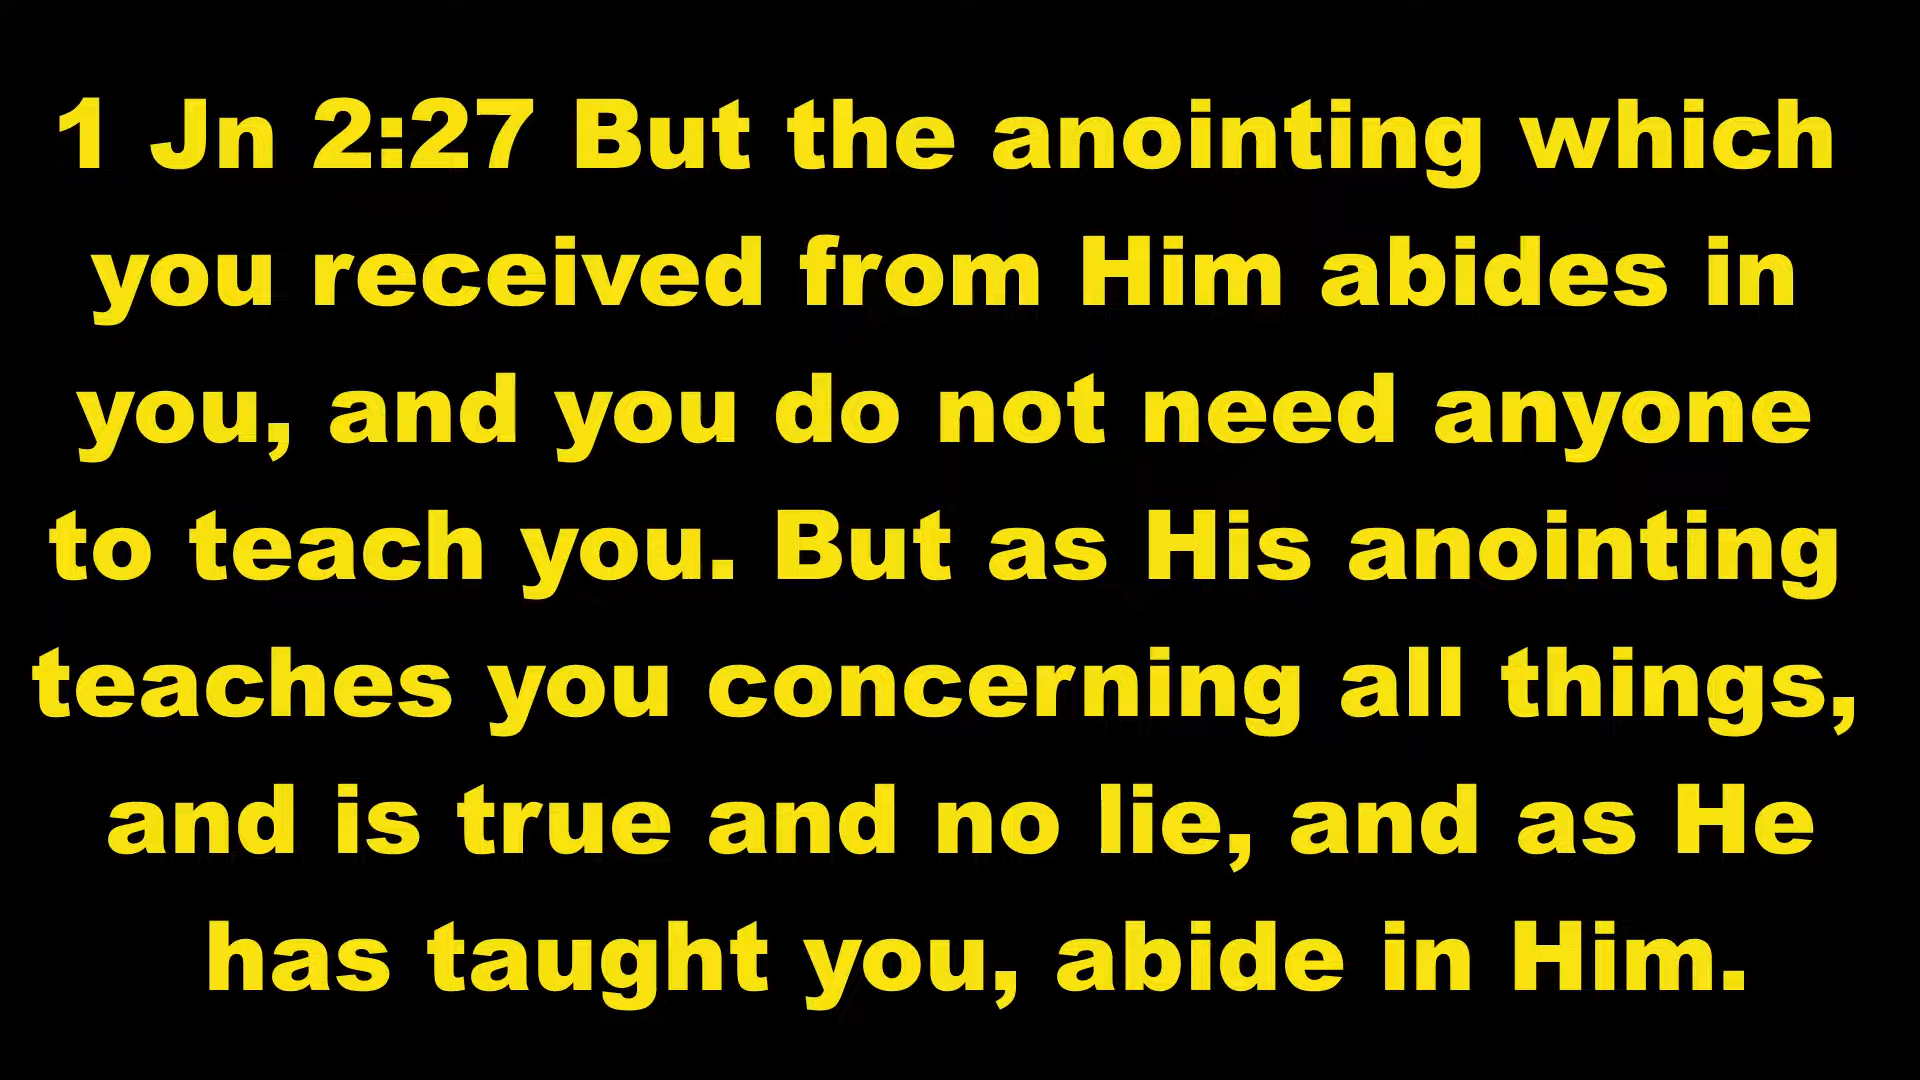 1 Jn 2:27 But the anointing which
you received from Him abides in
you, and you do not need anyone
to teach you. But as His anointing
teaches you concerning all things,
and is true and no lie, and as He
has taught you, abide in Him.